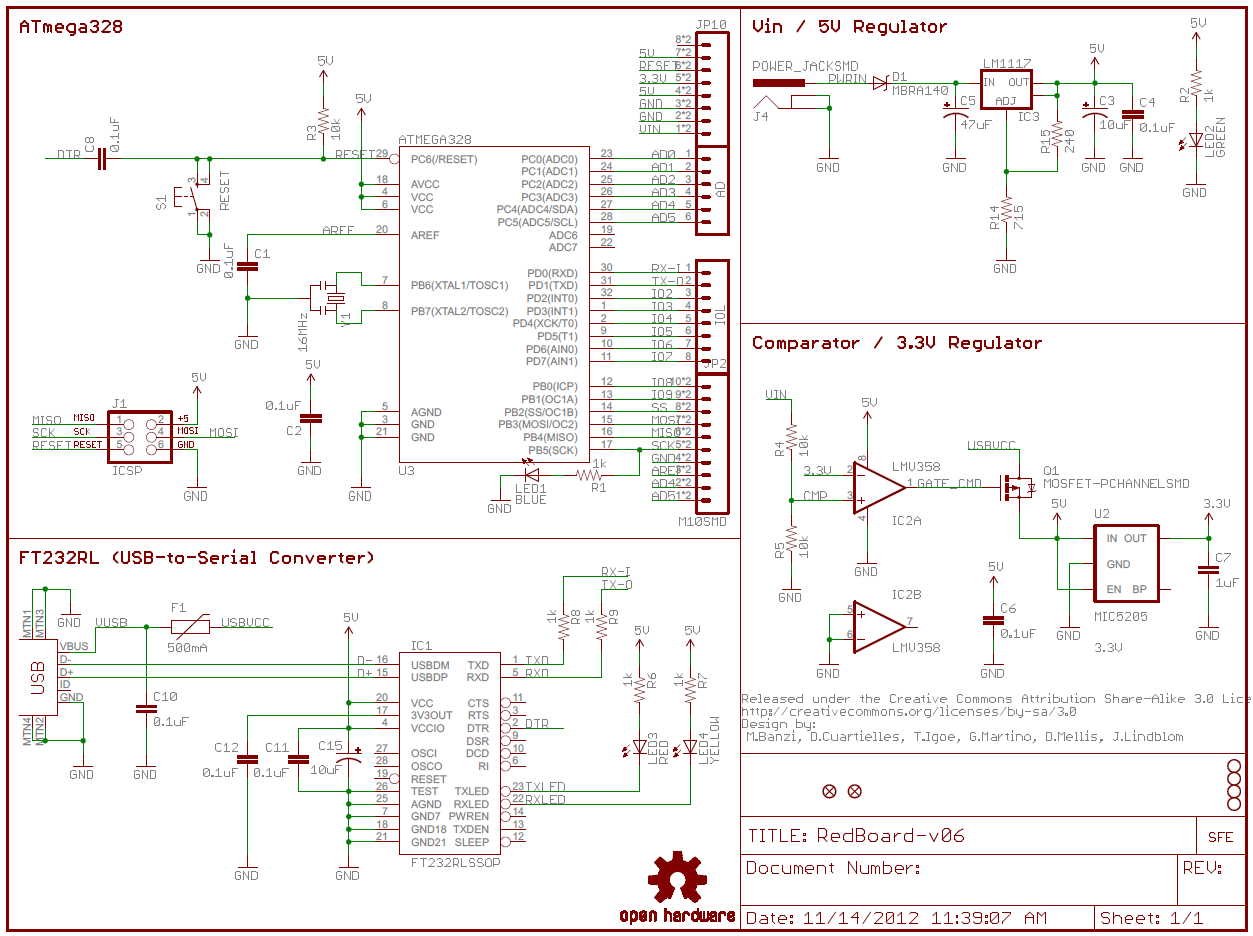 ATmega328
JP10
8*2
5V 7*2
RESET 6*2
3.3V 5*2
5V 4*2
GND 3*2
GND 2*2
VIN 1*2
5V
5V
R3
10k
C8
0.1uF
DTR
RESET 29
S1
3 4
1 2
RESET
GND
ATMEGA328
PC6(/RESET)
18 AVCC
4 VCC
6 VCC
AREF 20 AREF
7 PB6(XTAL1/TOSC1)
8 PB7(XTAL2/TOSC2)
5 AGND
3 GND
21 GND
U3
PC0(ADC0) 23 AD0 1
PC1(ADC1) 24 AD1 2
PC2(ADC2) 25 AD2 3
PC3(ADC3) 26 AD3 4
PC4(ADC4/SDA) 27 AD4 5
PC5(ADC5/SCL) 28 AD5 6
ADC6 19
ADC7 22
AD
PD0(RXD) 30 RX-I 1
PD1(TXD) 31 TX-O 2
PD2(INT0) 32 IO2 3
PD3(INT1) 1 IO3 4
PD4(XCK/T0) 2 IO4 5
PD5(T1) 9 IO5 6
PD6(AIN0) 10 IO6 7
PD7(AIN1) 11 IO7 8
IOL
JP2
PB0(ICP) 12 IO8 10*2
PB1(OC1A) 13 IO9 9*2
PB2(SS/OC1B) 14 SS 8*2
PB3(MOSI/OC2) 15 MOSI 7*2
PB4(MISO) 16 MISO 6*2
PB5(SCK) 17 SCK 5*2
GND 4*2
AREF 3*2
AD4 2*2
AD5 1*2
M10SMD
C1
0.1uF
GND
16MHz
Y1
5V
0.1uF
C2
GND
GND
LED1
BLUE
1k
R1
GND
5V
J1
MISO MISO 1 2 +5
SCK SCK 3 4 MOSI MOSI
RESET RESET 5 6 GND
ICSP
GND
Vin / 5V Regulator
POWER_JACKSMD
PWRIN
D1
MBRA140
J4
GND
C5
47uF
GND
LM1117
IN OUT
ADJ
IC3
R15
240
R14
715
GND
5V
C3
10uF
GND
C4
0.1uF
GND
5V
R2
1k
LED2
GREEN
GND
Comparator / 3.3V Regulator
VIN
R4
10k
3.3V
CMP
R5
10k
GND
5V
8
2
3
4
1
LMV358
IC2A
GND
GATE_CMD
USBVCC
Q1
MOSFET-PCHANNELSMD
5V
U2
IN OUT
GND
EN BP
MIC5205
3.3V
GND
3.3V
C7
1uF
GND
5
6
7
IC2B
LMV358
GND
5V
C6
0.1uF
GND
FT232RL (USB-to-Serial Converter)
MTN1
MTN3
GND
USB
VBUS
D-
D+
ID
GND
MTN4
MTN2
GND
VUSB
F1
500mA
USBVCC
C10
0.1uF
GND
5V
IC1
D- 16 USBDM
D+ 15 USBDP
20 VCC
17 3V3OUT
4 VCCIO
27 OSCI
28 OSCO
19 RESET
26 TEST
25 AGND
7 GND7
18 GND18
21 GND21
FT232RLSSOP
TXD 1 TXD
RXD 5 RXD
CTS 11
RTS 3
DTR 2 DTR
DSR 9
DCD 10
RI 6
TXLED 23 TXLED
RXLED 22 RXLED
PWREN 14
TXDEN 13
SLEEP 12
C12
0.1uF
GND
C11
0.1uF
C15
10uF
GND
RX-I
TX-O
1k
R8
1k
R9
5V
1k
R6
LED3
RED
5V
1k
R7
LED4
YELLOW
open hardware
Released under the Creative Commons Attribution Share-Alike 3.0 Lice
http://creativecommons.org/licenses/by-sa/3.0
Design by:
M.Banzi, D.Cuartielles, T.Igoe, G.Martino, D.Mellis, J.Lindblom
TITLE: RedBoard-v06
SFE
Document Number:
REV:
Date: 11/14/2012 11:39:07 AM
Sheet: 1/1